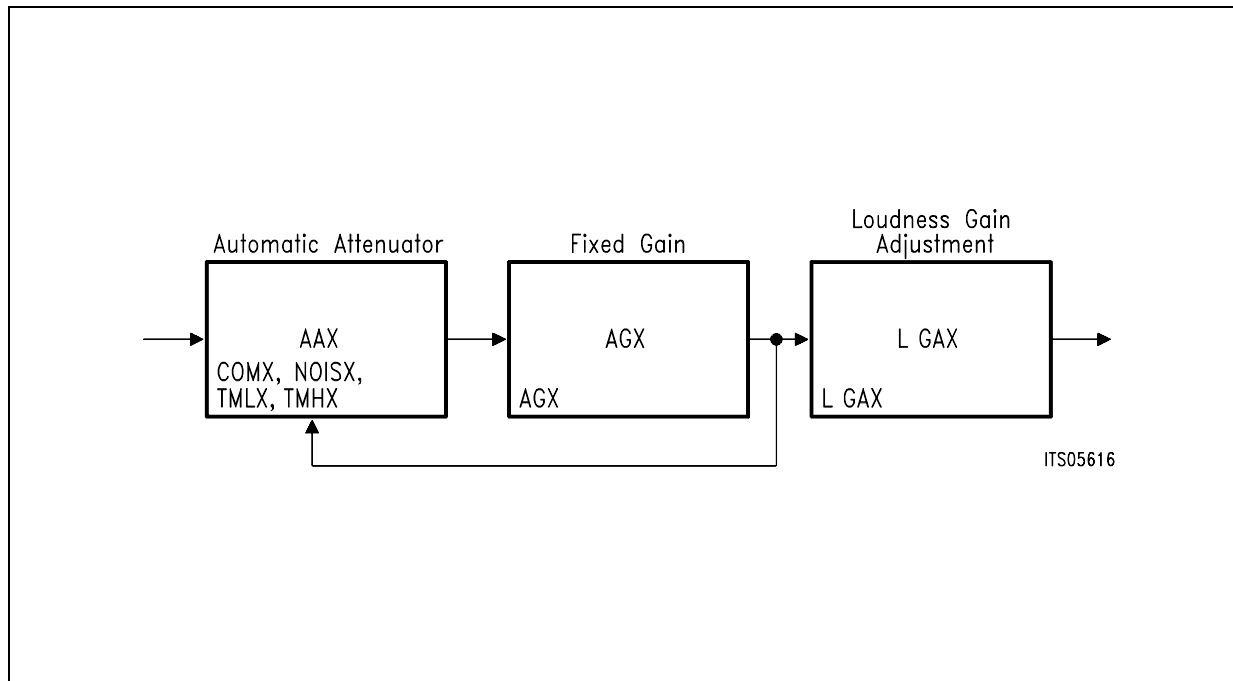 Automatic Attenuator
Fixed Gain
Loudness Gain
Adjustment
AAX
COMX, NOISX,
TMLX, TMHX
AGX
AGX
L GAX
L GAX
ITS05616